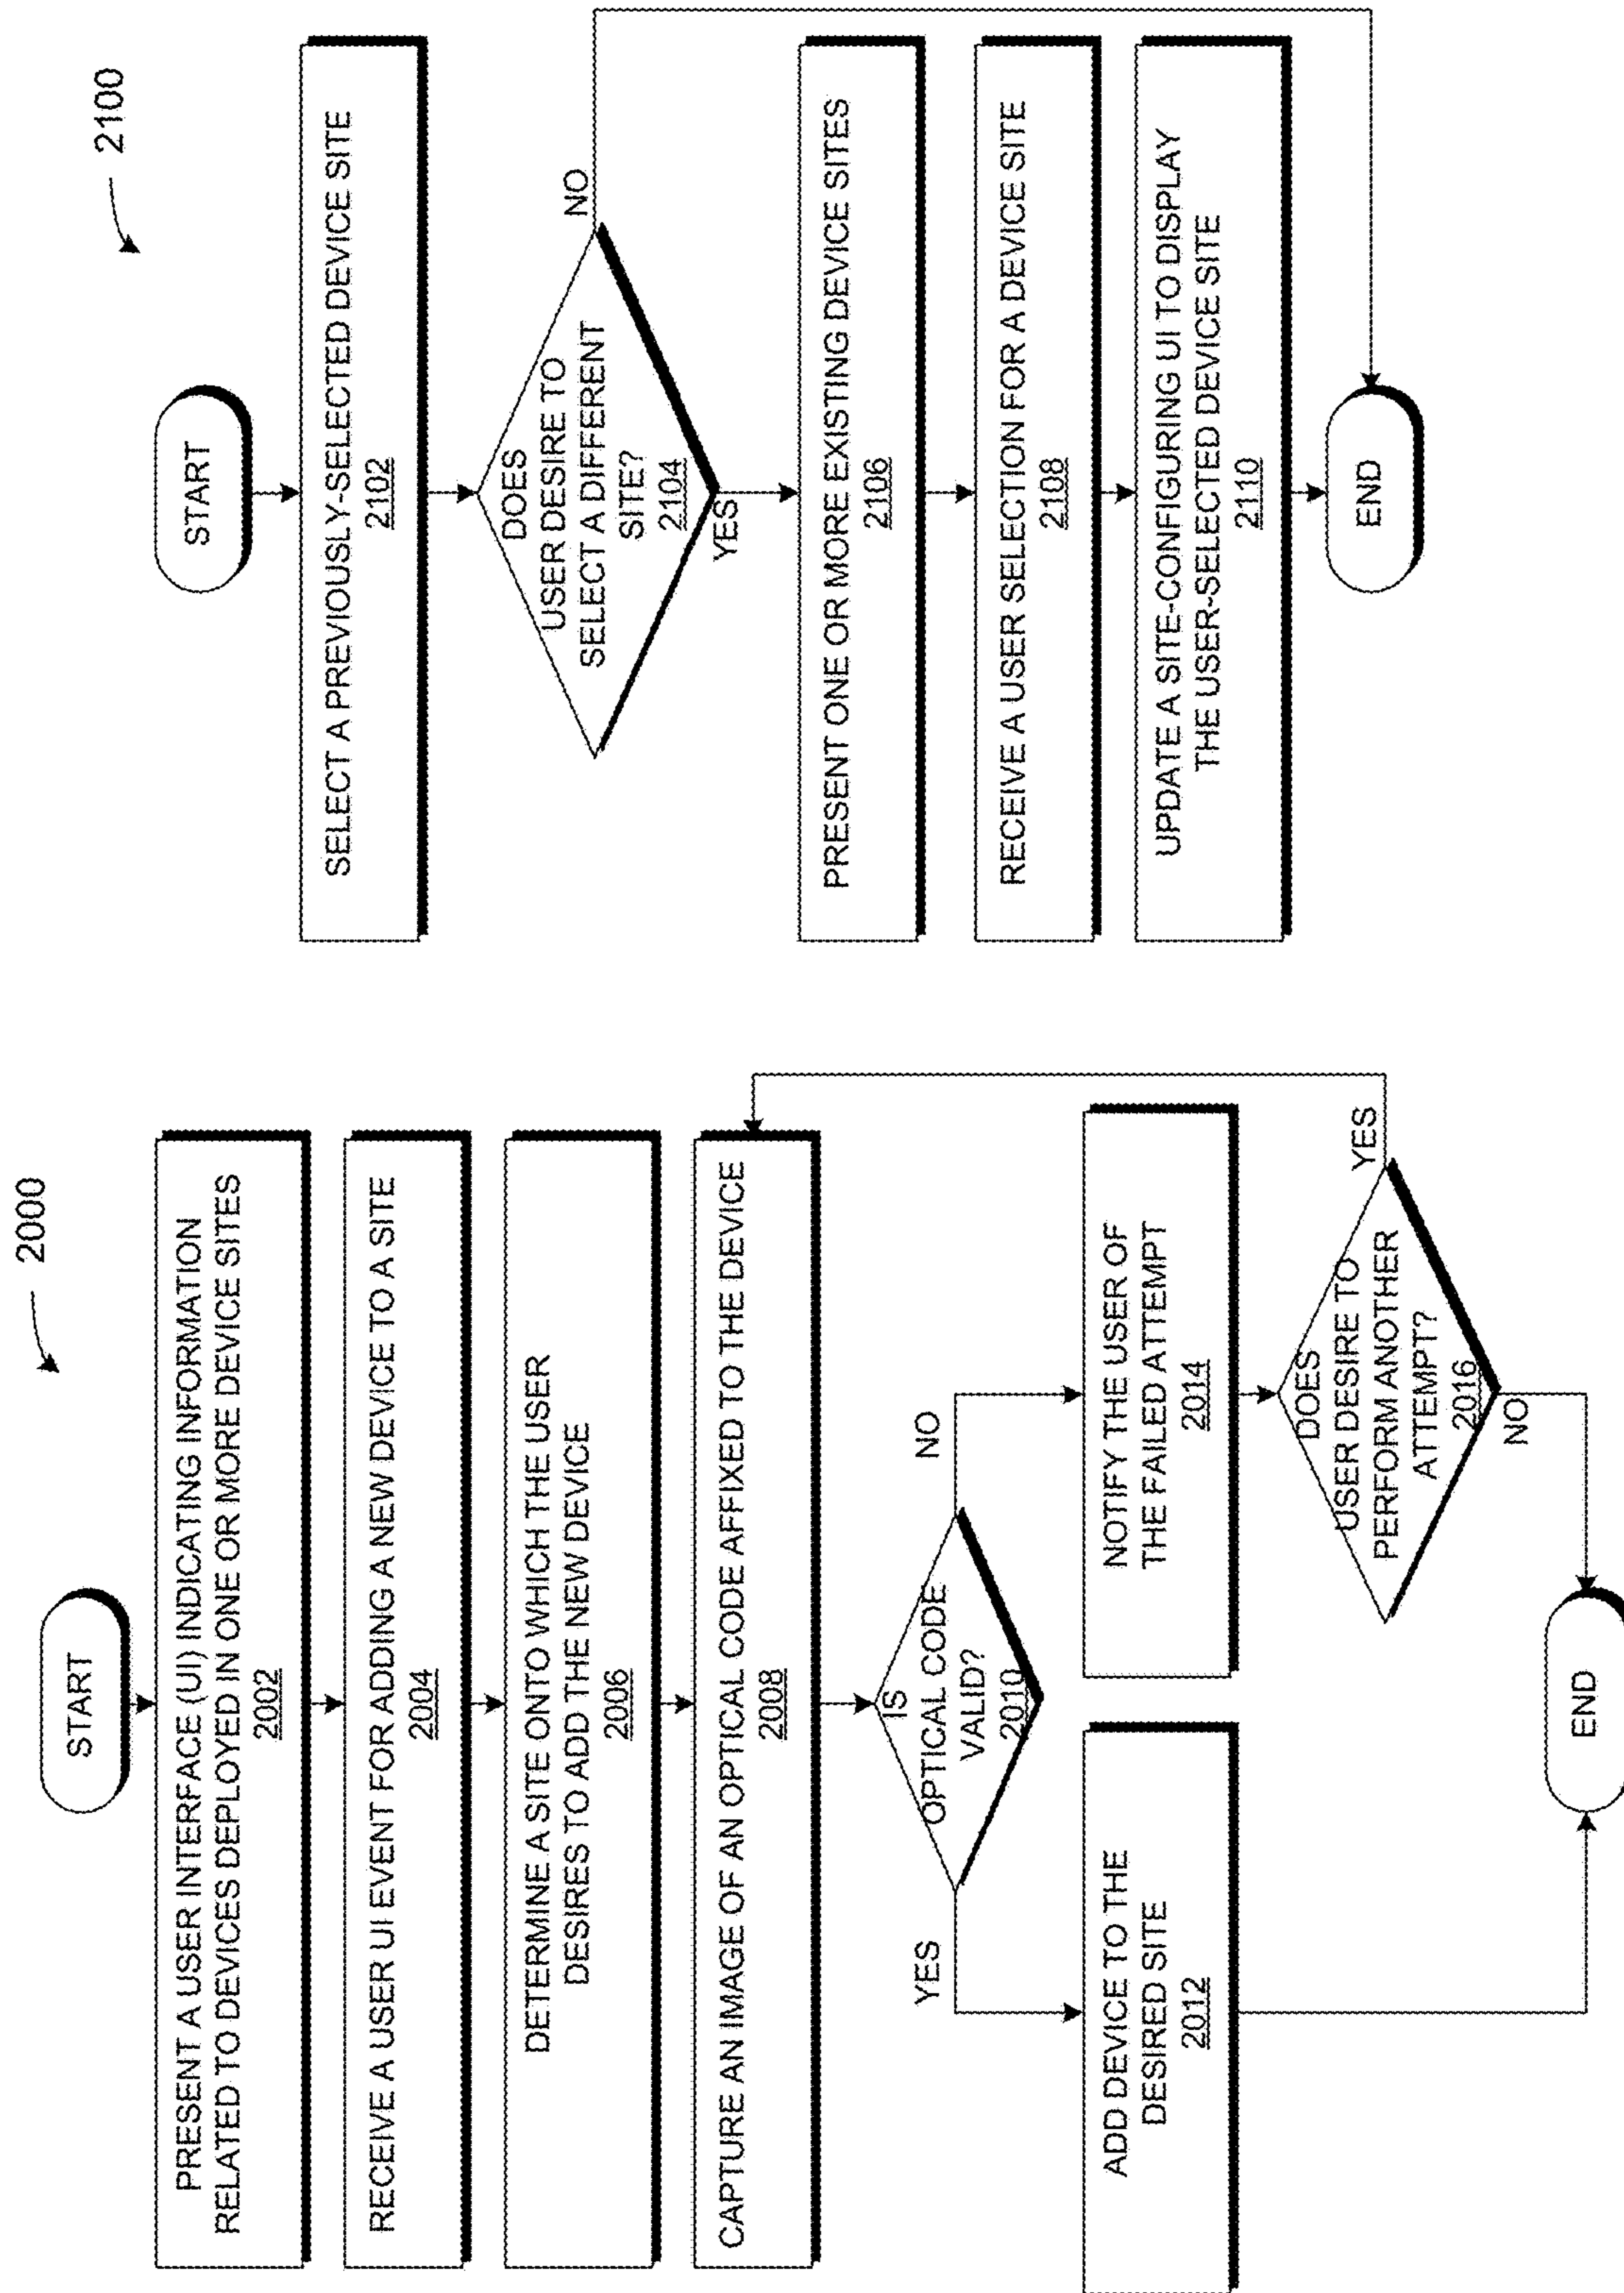 2000
START
PRESENT A USER INTERFACE (UI) INDICATING INFORMATION
RELATED TO DEVICES DEPLOYED IN ONE OR MORE DEVICE SITES
2002
RECEIVE A USER UI EVENT FOR ADDING A NEW DEVICE TO A SITE
2004
DETERMINE A SITE ONTO WHICH THE USER
DESIRES TO ADD THE NEW DEVICE
2006
CAPTURE AN IMAGE OF AN OPTICAL CODE AFFIXED TO THE DEVICE
2008
IS
OPTICAL CODE
VALID?
2010
YES
NO
ADD DEVICE TO THE
DESIRED SITE
2012
NOTIFY THE USER OF
THE FAILED ATTEMPT
2014
DOES
USER DESIRE TO
PERFORM ANOTHER
ATTEMPT?
2016
YES
NO
END
2100
START
SELECT A PREVIOUSLY-SELECTED DEVICE SITE
2102
DOES
USER DESIRE TO
SELECT A DIFFERENT
SITE?
2104
NO
YES
PRESENT ONE OR MORE EXISTING DEVICE SITES
2106
RECEIVE A USER SELECTION FOR A DEVICE SITE
2108
UPDATE A SITE-CONFIGURING UI TO DISPLAY
THE USER-SELECTED DEVICE SITE
2110
END